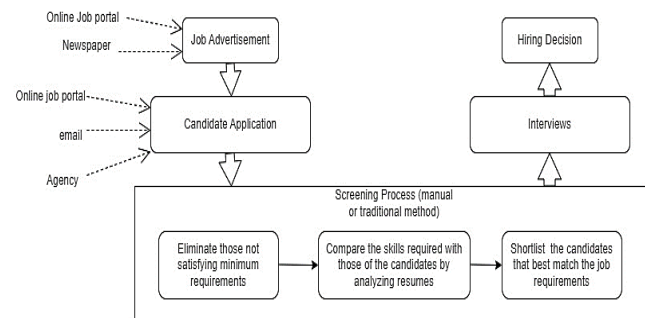 Online Job portal
Newspaper
Job Advertisement
Hiring Decision
Online job portal
email
Agency
Candidate Application
Interviews
Screening Process (manual
or traditional method)
Eliminate those not
satisfying minimum
requirements
Compare the skills required with
those of the candidates by
analyzing resumes
Shortlist the candidates
that best match the job
requirements